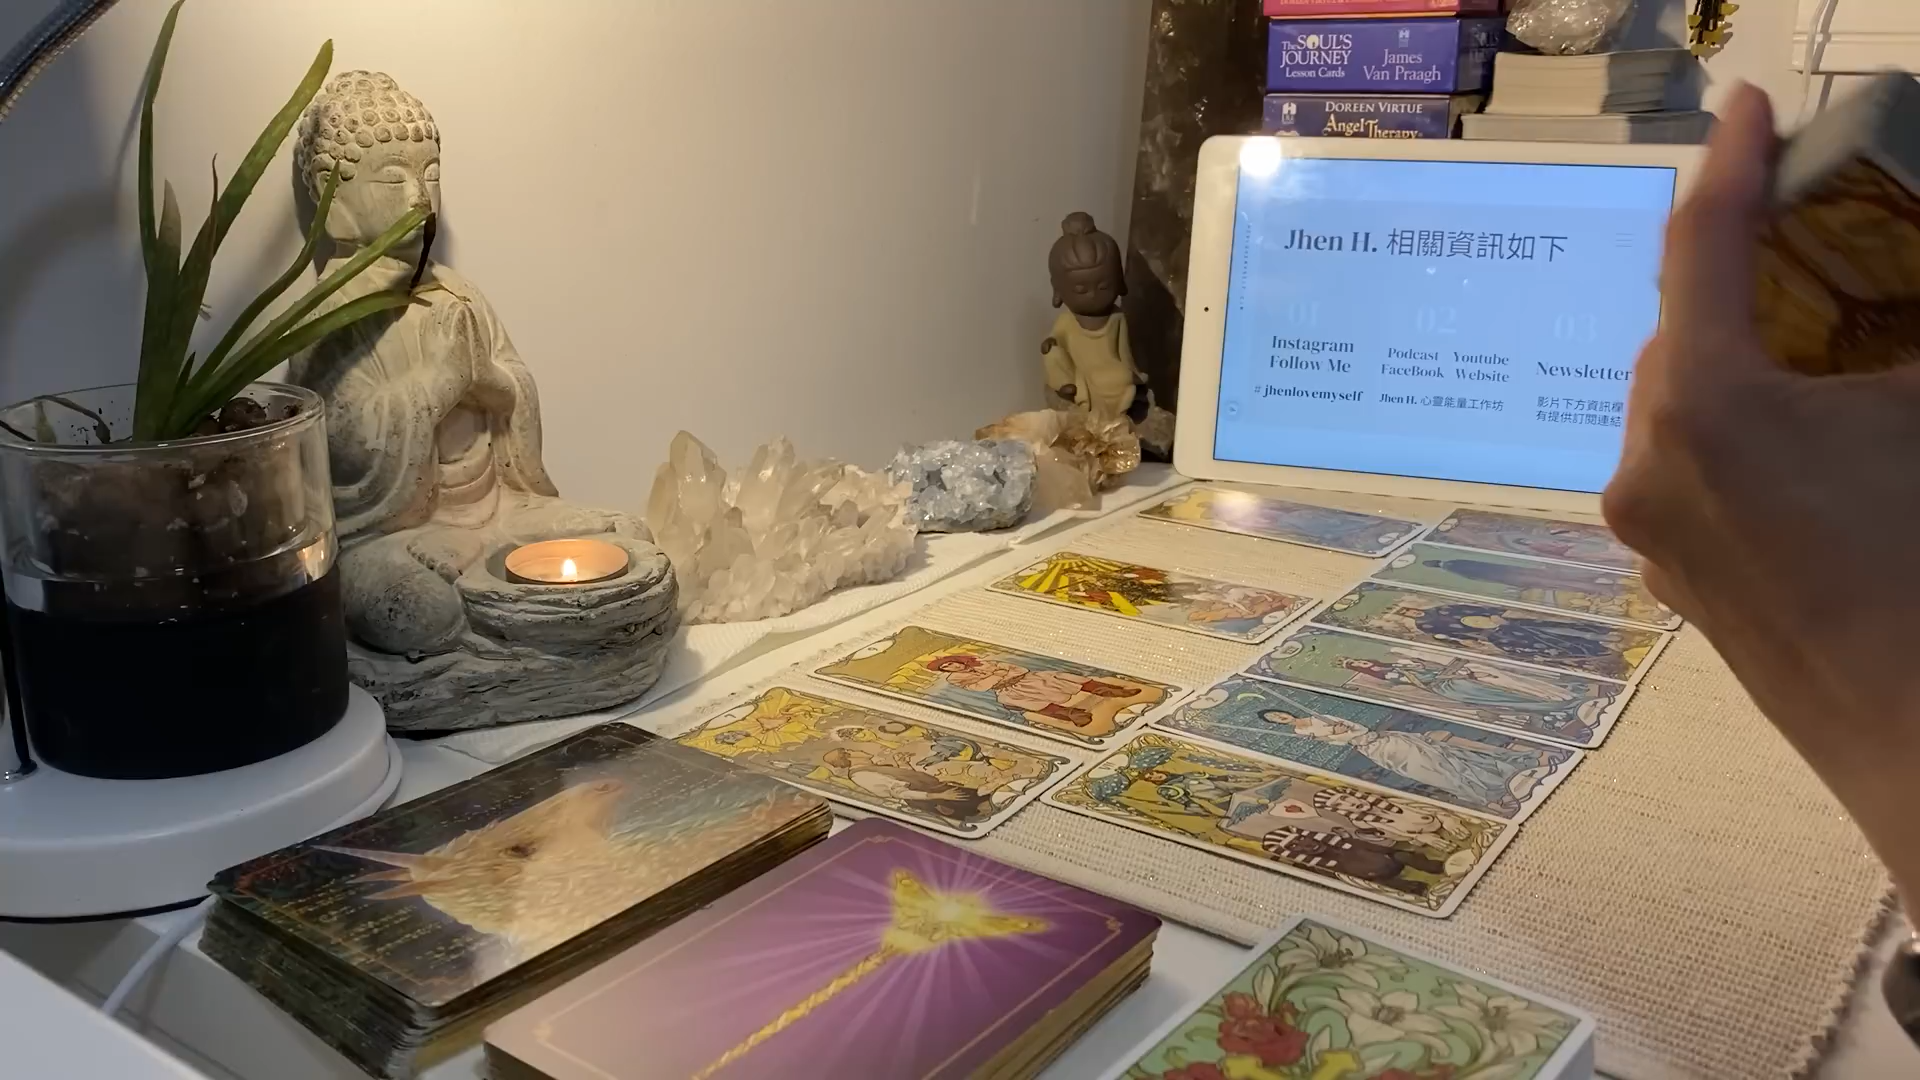 The SOUL'S
JOURNEY
Lesson Cards
James
Van Praagh
DOREEN VIRTUE
Angel Therapy
Jhen H. 相關資訊如下
01
02
03
Instagram
Follow Me
# jhenlovemyself
Podcast Youtube
FaceBook Website
Jhen H. 心靈能量工作坊
Newsletter
影片下方資訊欄
有提供訂閱連結